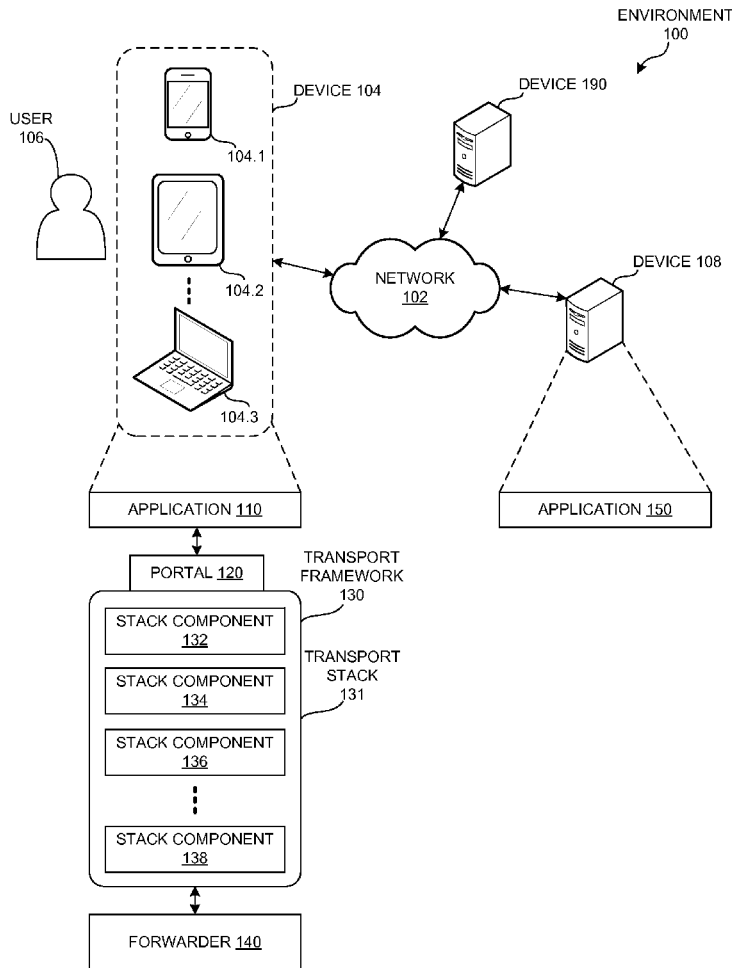 ENVIRONMENT
100
DEVICE 190
DEVICE 104
USER
106
104.1
DEVICE 108
NETWORK
102
104.2
104.3
APPLICATION 110
APPLICATION 150
PORTAL 120
TRANSPORT
FRAMEWORK
130
STACK COMPONENT
132
TRANSPORT
STACK
131
STACK COMPONENT
134
STACK COMPONENT
136
STACK COMPONENT
138
FORWARDER 140